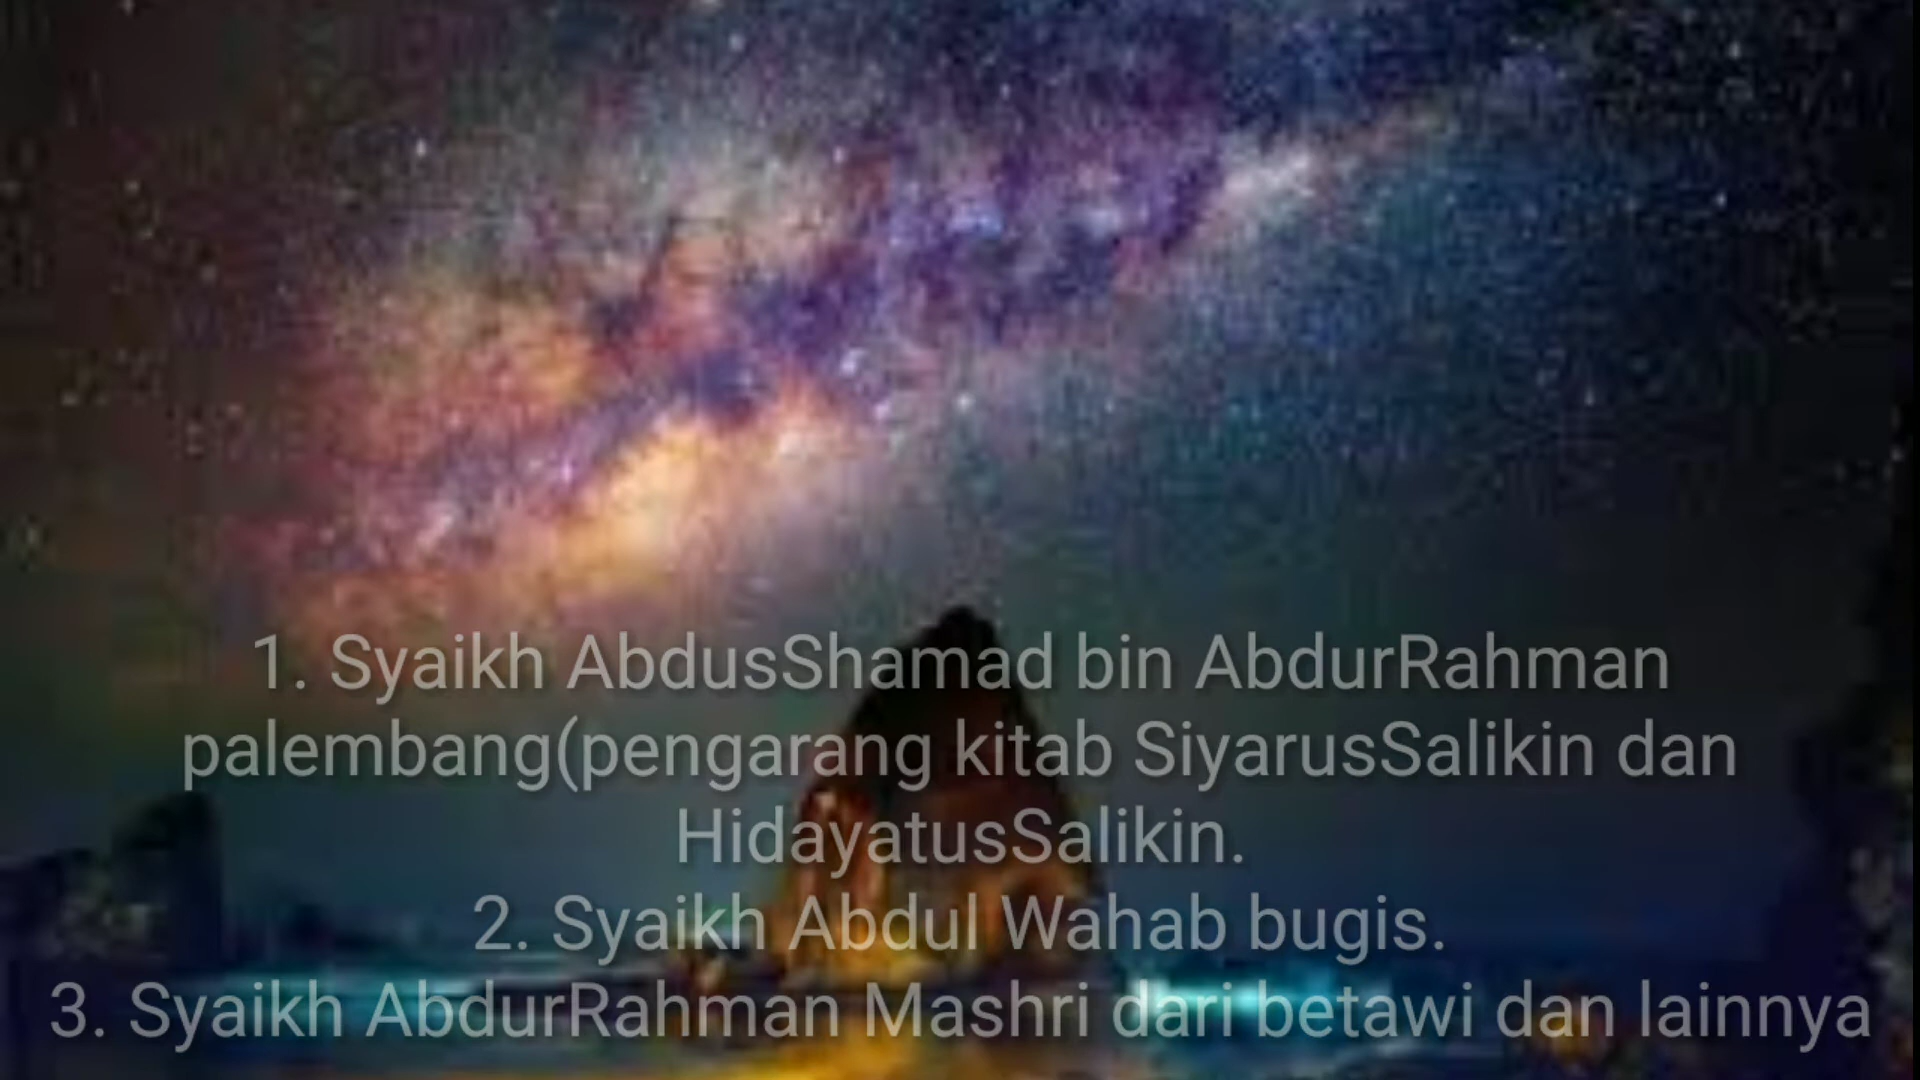 1. Syaikh AbdusShamad bin AbdurRahman
palembang(pengarang kitab SiyarusSalikin dan
HidayatusSalikin.
2. Syaikh Abdul Wahab bugis.
3. Syaikh AbdurRahman Mashri dari betawi dan lainnya